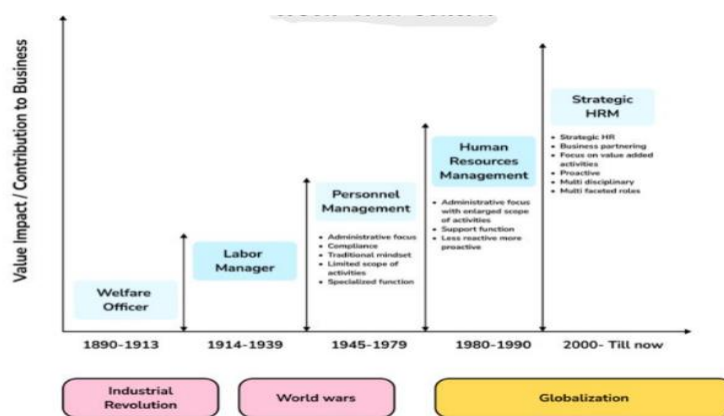 Value Impact / Contribution to Business
Strategic
HRM
• Strategic HR
• Business partnering
• Focus on value added
activities
• Proactive
• Multi disciplinary
• Multi faceted roles
Human
Resources
Management
• Administrative focus
with enlarged scope
of activities
• Support function
• Less reactive more
proactive
Personnel
Management
• Administrative focus
• Compliance
• Traditional mindset
• Limited scope of
activities
• Specialized function
Labor
Manager
Welfare
Officer
1890-1913
1914-1939
1945-1979
1980-1990
2000- Till now
Industrial
Revolution
World wars
Globalization